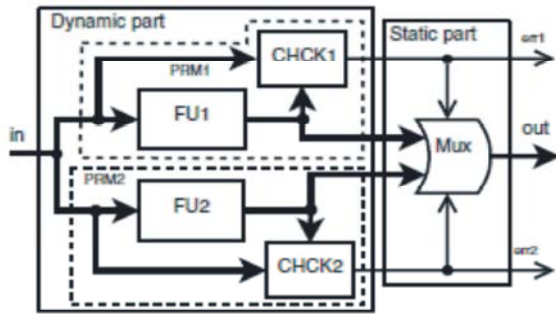 Dynamic part
Static part
CHCK1
err1
PRM1
FU1
in
Mux
out
PRM2
FU2
CHCK2
err2